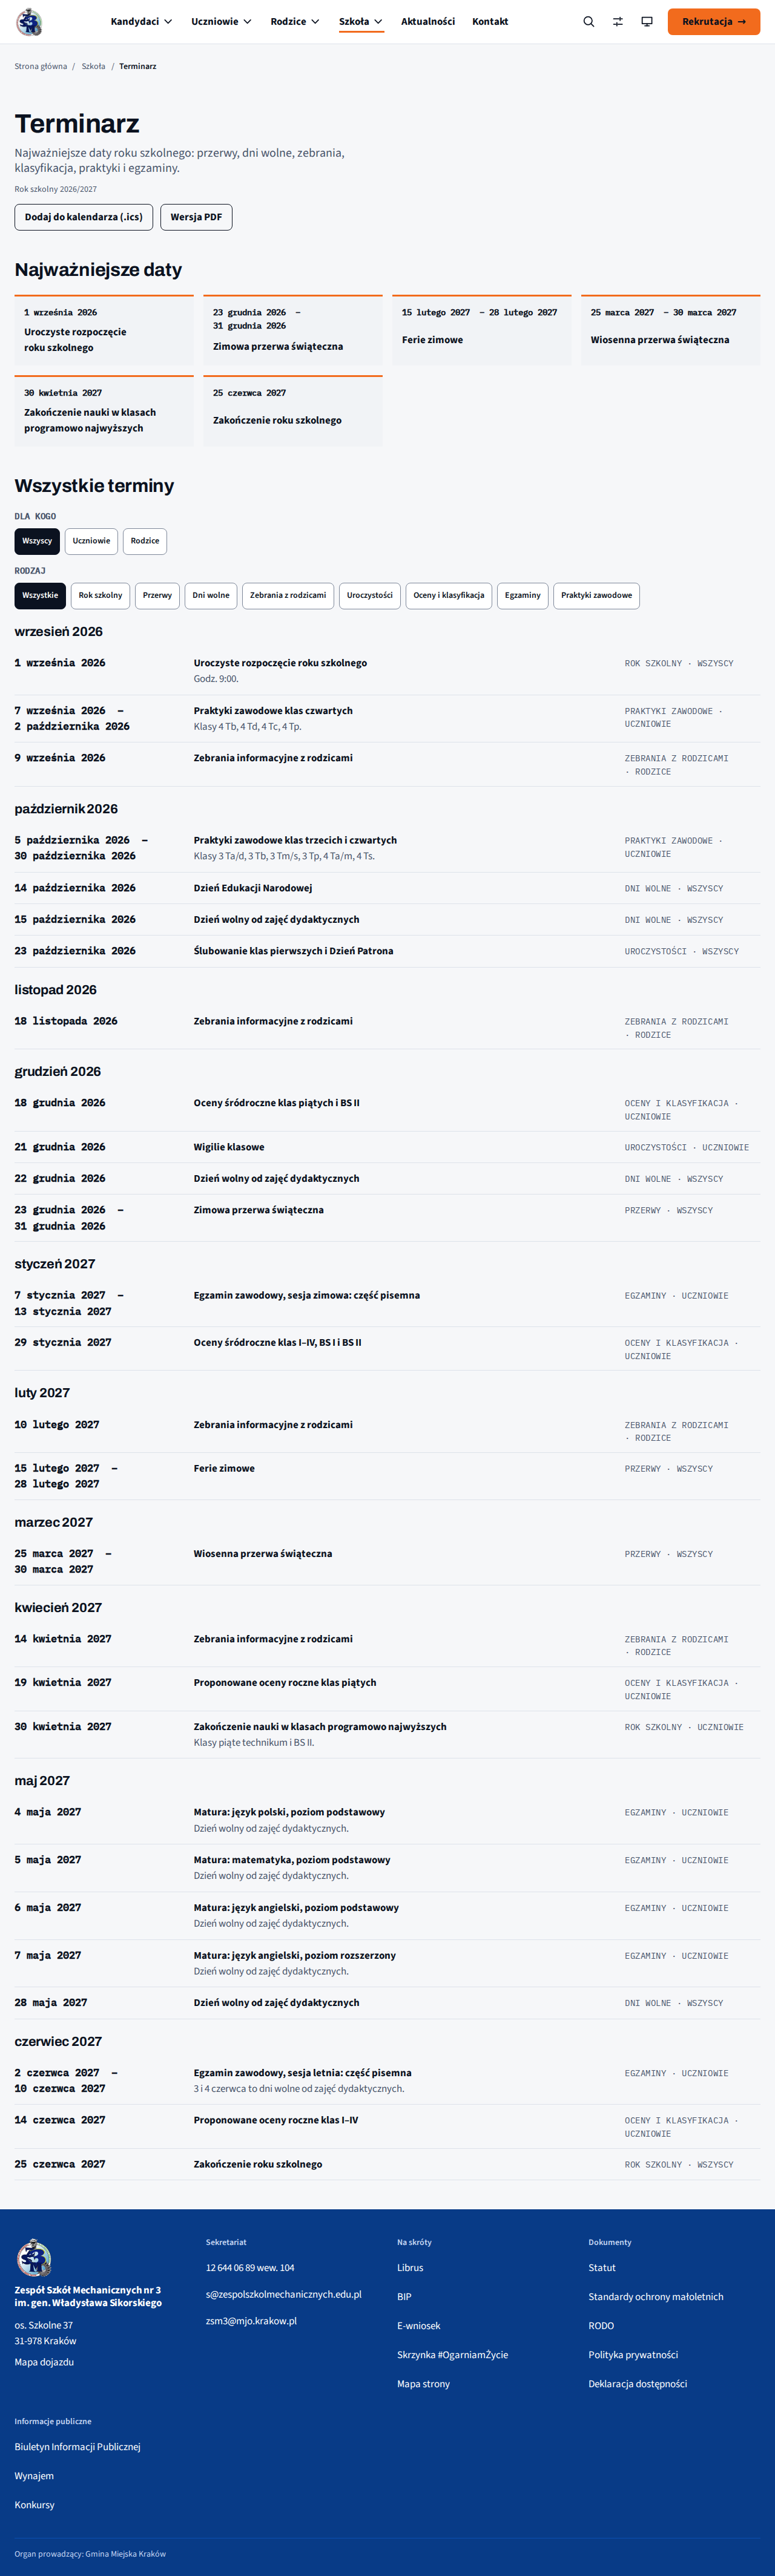 Kandydaci Uczniowie Rodzice Szkoła Aktualności Kontakt Rekrutacja →
Strona główna / Szkoła / Terminarz
Terminarz
Najważniejsze daty roku szkolnego: przerwy, dni wolne, zebrania,
klasyfikacja, praktyki i egzaminy.
Rok szkolny 2026/2027
Dodaj do kalendarza (.ics) Wersja PDF
Najważniejsze daty
1 września 2026
Uroczyste rozpoczęcie
roku szkolnego
23 grudnia 2026 –
31 grudnia 2026
Zimowa przerwa świąteczna
15 lutego 2027 – 28 lutego 2027
Ferie zimowe
25 marca 2027 – 30 marca 2027
Wiosenna przerwa świąteczna
30 kwietnia 2027
Zakończenie nauki w klasach
programowo najwyższych
25 czerwca 2027
Zakończenie roku szkolnego
Wszystkie terminy
DLA KOGO
Wszyscy Uczniowie Rodzice
RODZAJ
Wszystkie Rok szkolny Przerwy Dni wolne Zebrania z rodzicami Uroczystości Oceny i klasyfikacja Egzaminy Praktyki zawodowe
wrzesień 2026
1 września 2026
Uroczyste rozpoczęcie roku szkolnego
Godz. 9:00.
ROK SZKOLNY · WSZYSCY
7 września 2026 –
2 października 2026
Praktyki zawodowe klas czwartych
Klasy 4 Tb, 4 Td, 4 Tc, 4 Tp.
PRAKTYKI ZAWODOWE ·
UCZNIOWIE
9 września 2026
Zebrania informacyjne z rodzicami
ZEBRANIA Z RODZICAMI
· RODZICE
październik 2026
5 października 2026 –
30 października 2026
Praktyki zawodowe klas trzecich i czwartych
Klasy 3 Ta/d, 3 Tb, 3 Tm/s, 3 Tp, 4 Ta/m, 4 Ts.
PRAKTYKI ZAWODOWE ·
UCZNIOWIE
14 października 2026
Dzień Edukacji Narodowej
DNI WOLNE · WSZYSCY
15 października 2026
Dzień wolny od zajęć dydaktycznych
DNI WOLNE · WSZYSCY
23 października 2026
Ślubowanie klas pierwszych i Dzień Patrona
UROCZYSTOŚCI · WSZYSCY
listopad 2026
18 listopada 2026
Zebrania informacyjne z rodzicami
ZEBRANIA Z RODZICAMI
· RODZICE
grudzień 2026
18 grudnia 2026
Oceny śródroczne klas piątych i BS II
OCENY I KLASYFIKACJA ·
UCZNIOWIE
21 grudnia 2026
Wigilie klasowe
UROCZYSTOŚCI · UCZNIOWIE
22 grudnia 2026
Dzień wolny od zajęć dydaktycznych
DNI WOLNE · WSZYSCY
23 grudnia 2026 –
31 grudnia 2026
Zimowa przerwa świąteczna
PRZERWY · WSZYSCY
styczeń 2027
7 stycznia 2027 –
13 stycznia 2027
Egzamin zawodowy, sesja zimowa: część pisemna
EGZAMINY · UCZNIOWIE
29 stycznia 2027
Oceny śródroczne klas I–IV, BS I i BS II
OCENY I KLASYFIKACJA ·
UCZNIOWIE
luty 2027
10 lutego 2027
Zebrania informacyjne z rodzicami
ZEBRANIA Z RODZICAMI
· RODZICE
15 lutego 2027 –
28 lutego 2027
Ferie zimowe
PRZERWY · WSZYSCY
marzec 2027
25 marca 2027 –
30 marca 2027
Wiosenna przerwa świąteczna
PRZERWY · WSZYSCY
kwiecień 2027
14 kwietnia 2027
Zebrania informacyjne z rodzicami
ZEBRANIA Z RODZICAMI
· RODZICE
19 kwietnia 2027
Proponowane oceny roczne klas piątych
OCENY I KLASYFIKACJA ·
UCZNIOWIE
30 kwietnia 2027
Zakończenie nauki w klasach programowo najwyższych
Klasy piąte technikum i BS II.
ROK SZKOLNY · UCZNIOWIE
maj 2027
4 maja 2027
Matura: język polski, poziom podstawowy
Dzień wolny od zajęć dydaktycznych.
EGZAMINY · UCZNIOWIE
5 maja 2027
Matura: matematyka, poziom podstawowy
Dzień wolny od zajęć dydaktycznych.
EGZAMINY · UCZNIOWIE
6 maja 2027
Matura: język angielski, poziom podstawowy
Dzień wolny od zajęć dydaktycznych.
EGZAMINY · UCZNIOWIE
7 maja 2027
Matura: język angielski, poziom rozszerzony
Dzień wolny od zajęć dydaktycznych.
EGZAMINY · UCZNIOWIE
28 maja 2027
Dzień wolny od zajęć dydaktycznych
DNI WOLNE · WSZYSCY
czerwiec 2027
2 czerwca 2027 –
10 czerwca 2027
Egzamin zawodowy, sesja letnia: część pisemna
3 i 4 czerwca to dni wolne od zajęć dydaktycznych.
EGZAMINY · UCZNIOWIE
14 czerwca 2027
Proponowane oceny roczne klas I–IV
OCENY I KLASYFIKACJA ·
UCZNIOWIE
25 czerwca 2027
Zakończenie roku szkolnego
ROK SZKOLNY · WSZYSCY
Zespół Szkół Mechanicznych nr 3
im. gen. Władysława Sikorskiego
os. Szkolne 37
31-978 Kraków
Mapa dojazdu
Sekretariat
12 644 06 89 wew. 104
s@zespolszkolmechanicznych.edu.pl
zsm3@mjo.krakow.pl
Na skróty
Librus
BIP
E-wniosek
Skrzynka #OgarniamŻycie
Mapa strony
Dokumenty
Statut
Standardy ochrony małoletnich
RODO
Polityka prywatności
Deklaracja dostępności
Informacje publiczne
Biuletyn Informacji Publicznej
Wynajem
Konkursy
Organ prowadzący: Gmina Miejska Kraków